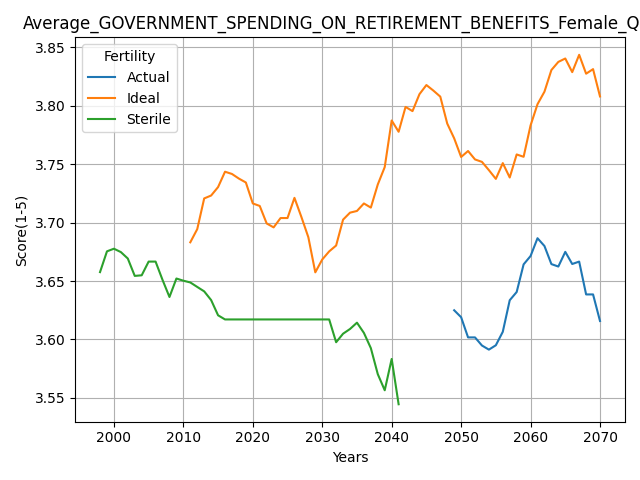 Average_GOVERNMENT_SPENDING_ON_RETIREMENT_BENEFITS_Female_Q
Fertility
Actual
Ideal
Sterile
Score(1-5)
3.85
3.80
3.75
3.70
3.65
3.60
3.55
2000 2010 2020 2030 2040 2050 2060 2070
Years